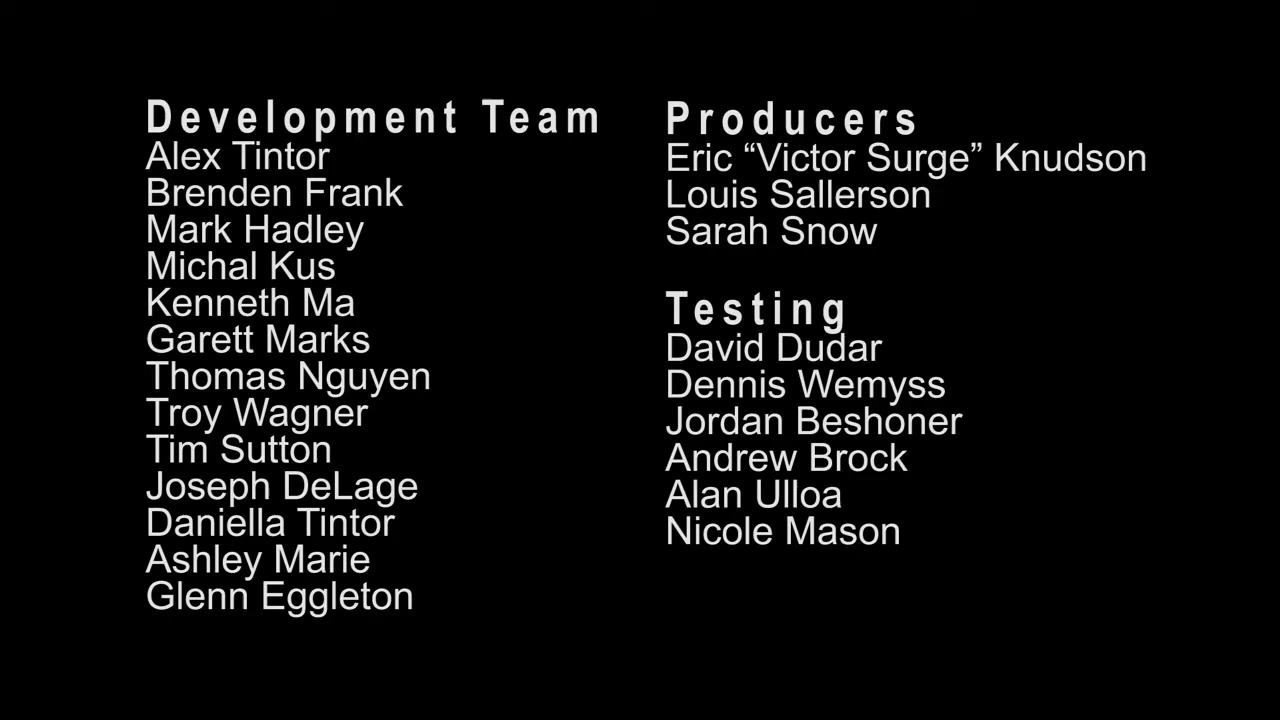 Development Team
Alex Tintor
Brenden Frank
Mark Hadley
Michal Kus
Kenneth Ma
Garett Marks
Thomas Nguyen
Troy Wagner
Tim Sutton
Joseph DeLage
Daniella Tintor
Ashley Marie
Glenn Eggleton
Producers
Eric “Victor Surge” Knudson
Louis Sallerson
Sarah Snow
Testing
David Dudar
Dennis Wemyss
Jordan Beshoner
Andrew Brock
Alan Ulloa
Nicole Mason